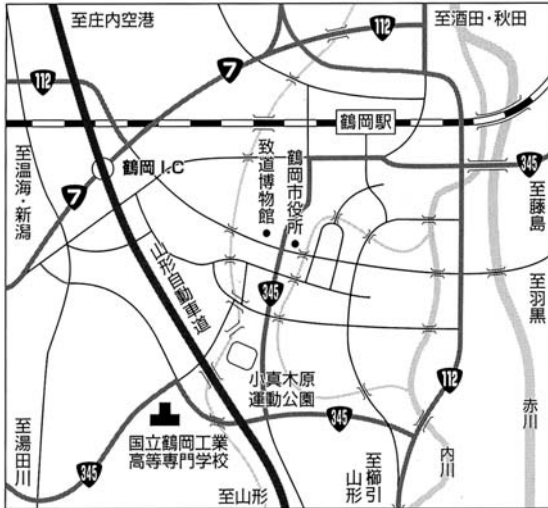 至庄内空港
112
至酒田・秋田
7
112
鶴岡駅
至温海・新潟
鶴岡I.C
致道博物館
鶴岡市役所
345
至藤島
7
山形自動車道
345
至羽黒
小真木原
運動公園
112
赤川
至湯田川
国立鶴岡工業
高等専門学校
345
345
至山形
至櫛引
山形
内川